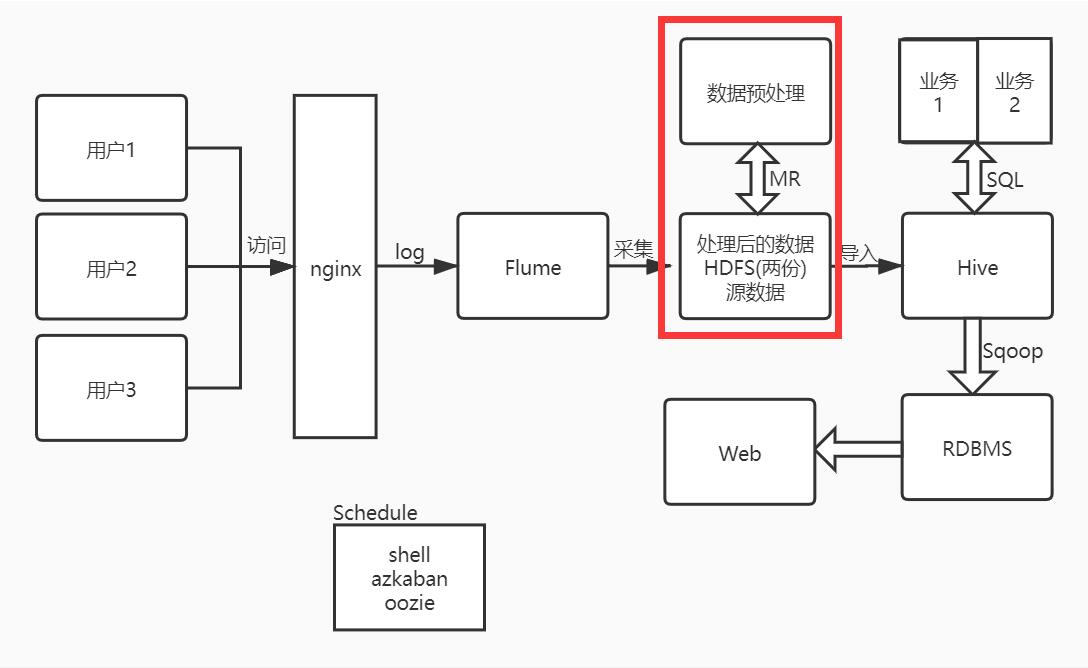 用户1
用户2
用户3
访问
nginx
log
Flume
采集
数据预处理
MR
处理后的数据
HDFS(两份)
源数据
导入
业务
1
业务
2
SQL
Hive
Sqoop
RDBMS
Web
Schedule
shell
azkaban
oozie